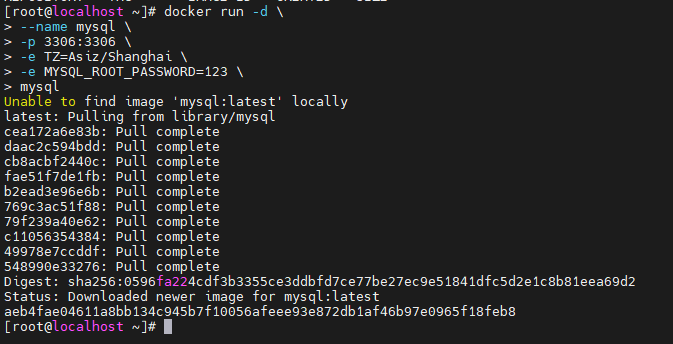 [root@localhost ~]# docker run -d \
> --name mysql \
> -p 3306:3306 \
> -e TZ=Asiz/Shanghai \
> -e MYSQL_ROOT_PASSWORD=123 \
> mysql
Unable to find image 'mysql:latest' locally
latest: Pulling from library/mysql
cea172a6e83b: Pull complete
daac2c594bdd: Pull complete
cb8acbf2440c: Pull complete
fae51f7de1fb: Pull complete
b2ead3e96e6b: Pull complete
769c3ac51f88: Pull complete
79f239a40e62: Pull complete
c11056354384: Pull complete
49978e7ccddf: Pull complete
548990e33276: Pull complete
Digest: sha256:0596fa224cdf3b3355ce3ddbfd7ce77be27ec9e51841dfc5d2e1c8b81eea69d2
Status: Downloaded newer image for mysql:latest
aeb4fae04611a8bb134c945b7f10056afeee93e872db1af46b97e0965f18feb8
[root@localhost ~]#